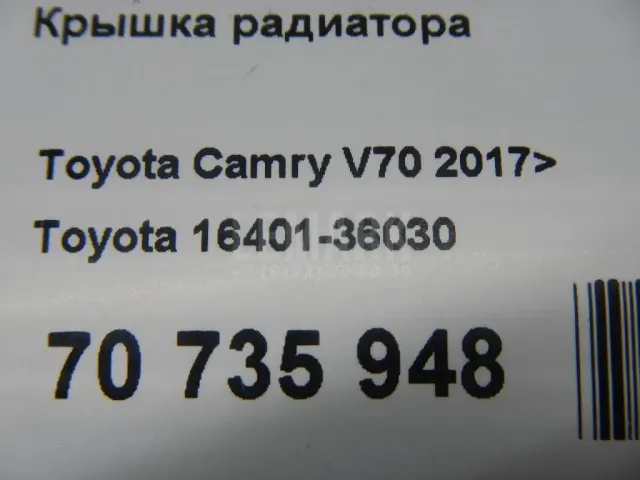 Крышка радиатора
Toyota Camry V70 2017>
Toyota 16401-36030
70 735 948